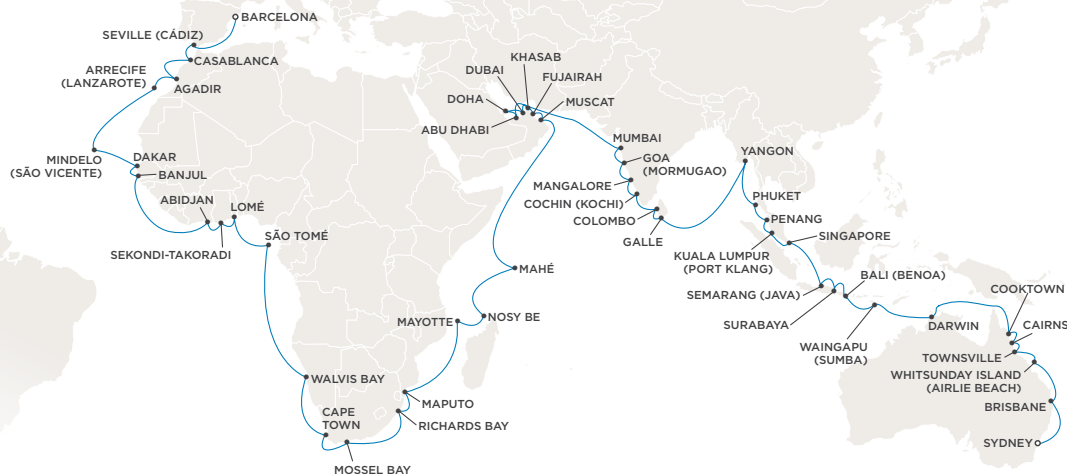 BARCELONA
SEVILLE (CÁDIZ)
CASABLANCA
ARRECIFE
(LANZAROTE)
AGADIR
MINDELO
(SÃO VICENTE)
DAKAR
BANJUL
ABIDJAN
LOMÉ
SEKONDI-TAKORADI
SÃO TOMÉ
WALVIS BAY
CAPE
TOWN
MOSSEL BAY
RICHARDS BAY
MAPUTO
MAYOTTE
NOSY BE
MAHÉ
KHASAB
DUBAI
FUJAIRAH
DOHA
MUSCAT
ABU DHABI
MUMBAI
GOA
(MORMUGAO)
MANGALORE
COCHIN (KOCHI)
COLOMBO
GALLE
YANGON
PHUKET
PENANG
KUALA LUMPUR
(PORT KLANG)
SINGAPORE
SEMARANG (JAVA)
SURABAYA
BALI (BENOA)
WAINGAPU
(SUMBA)
DARWIN
COOKTOWN
CAIRNS
TOWNSVILLE
WHITSUNDAY ISLAND
(AIRLIE BEACH)
BRISBANE
SYDNEY